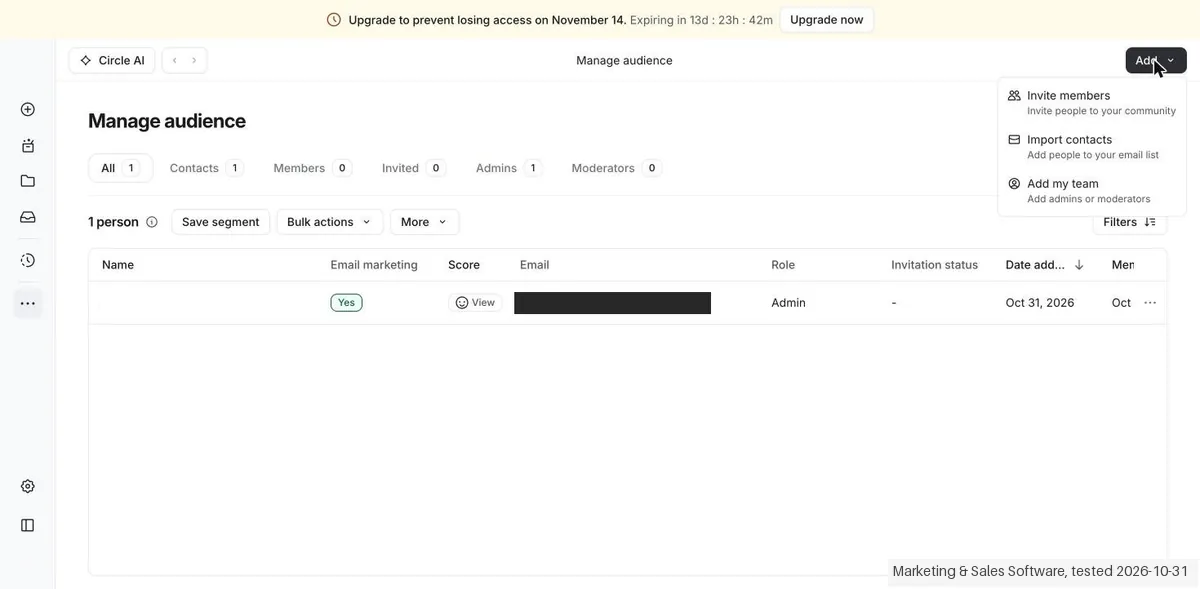 Upgrade to prevent losing access on November 14. Expiring in 13d : 23h : 42m Upgrade now
Circle AI Manage audience Add
Invite members
Invite people to your community
Import contacts
Add people to your email list
Add my team
Add admins or moderators
Manage audience
All 1 Contacts 1 Members 0 Invited 0 Admins 1 Moderators 0
1 person Save segment Bulk actions More Filters
Name Email marketing Score Email Role Invitation status Date add... Men
Yes View Admin - Oct 31, 2026 Oct ...
Marketing & Sales Software, tested 2026-10-31